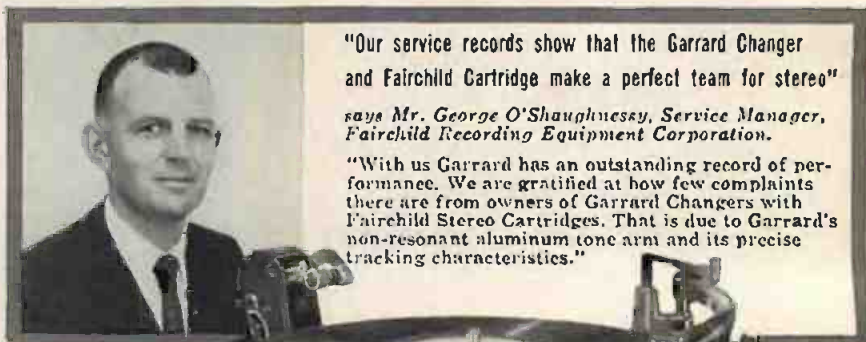 "Our service records show that the Garrard Changer
and Fairchild Cartridge make a perfect team for stereo"
says Mr. George O'Shaughnessy, Service Manager,
Fairchild Recording Equipment Corporation.
"With us Garrard has an outstanding record of per-
formance. We are gratified at how few complaints
there are from owners of Garrard Changers with
Fairchild Stereo Cartridges. That is due to Garrard's
non-resonant aluminum tone arm and its precise
tracking characteristics."